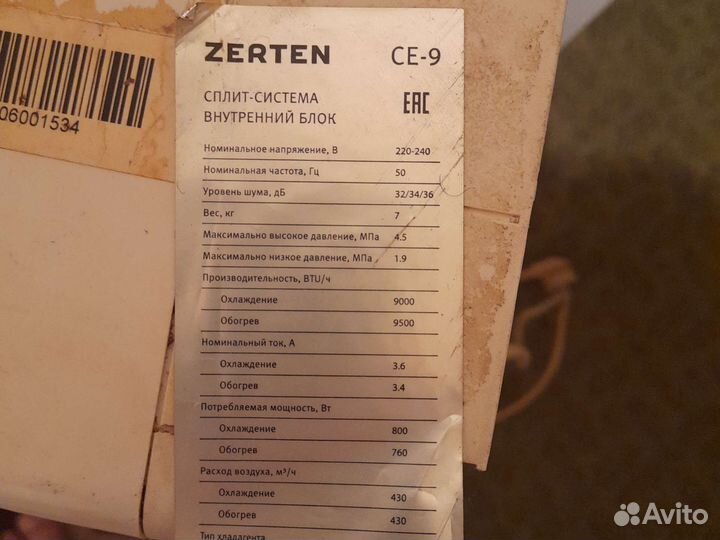 06001534
ZERTEN CE-9
СПЛИТ-СИСТЕМА
ВНУТРЕННИЙ БЛОК
EAC
Номинальное напряжение, В 220-240
Номинальная частота, Гц 50
Уровень шума, дБ 32/34/36
Вес, кг 7
Максимально высокое давление, МПа 4.5
Максимально низкое давление, МПа 1.9
Производительность, BTU/ч
Охлаждение 9000
Обогрев 9500
Номинальный ток, А
Охлаждение 3.6
Обогрев 3.4
Потребляемая мощность, Вт
Охлаждение 800
Обогрев 760
Расход воздуха, м³/ч
Охлаждение 430
Обогрев 430
Тип хладагента
Avito